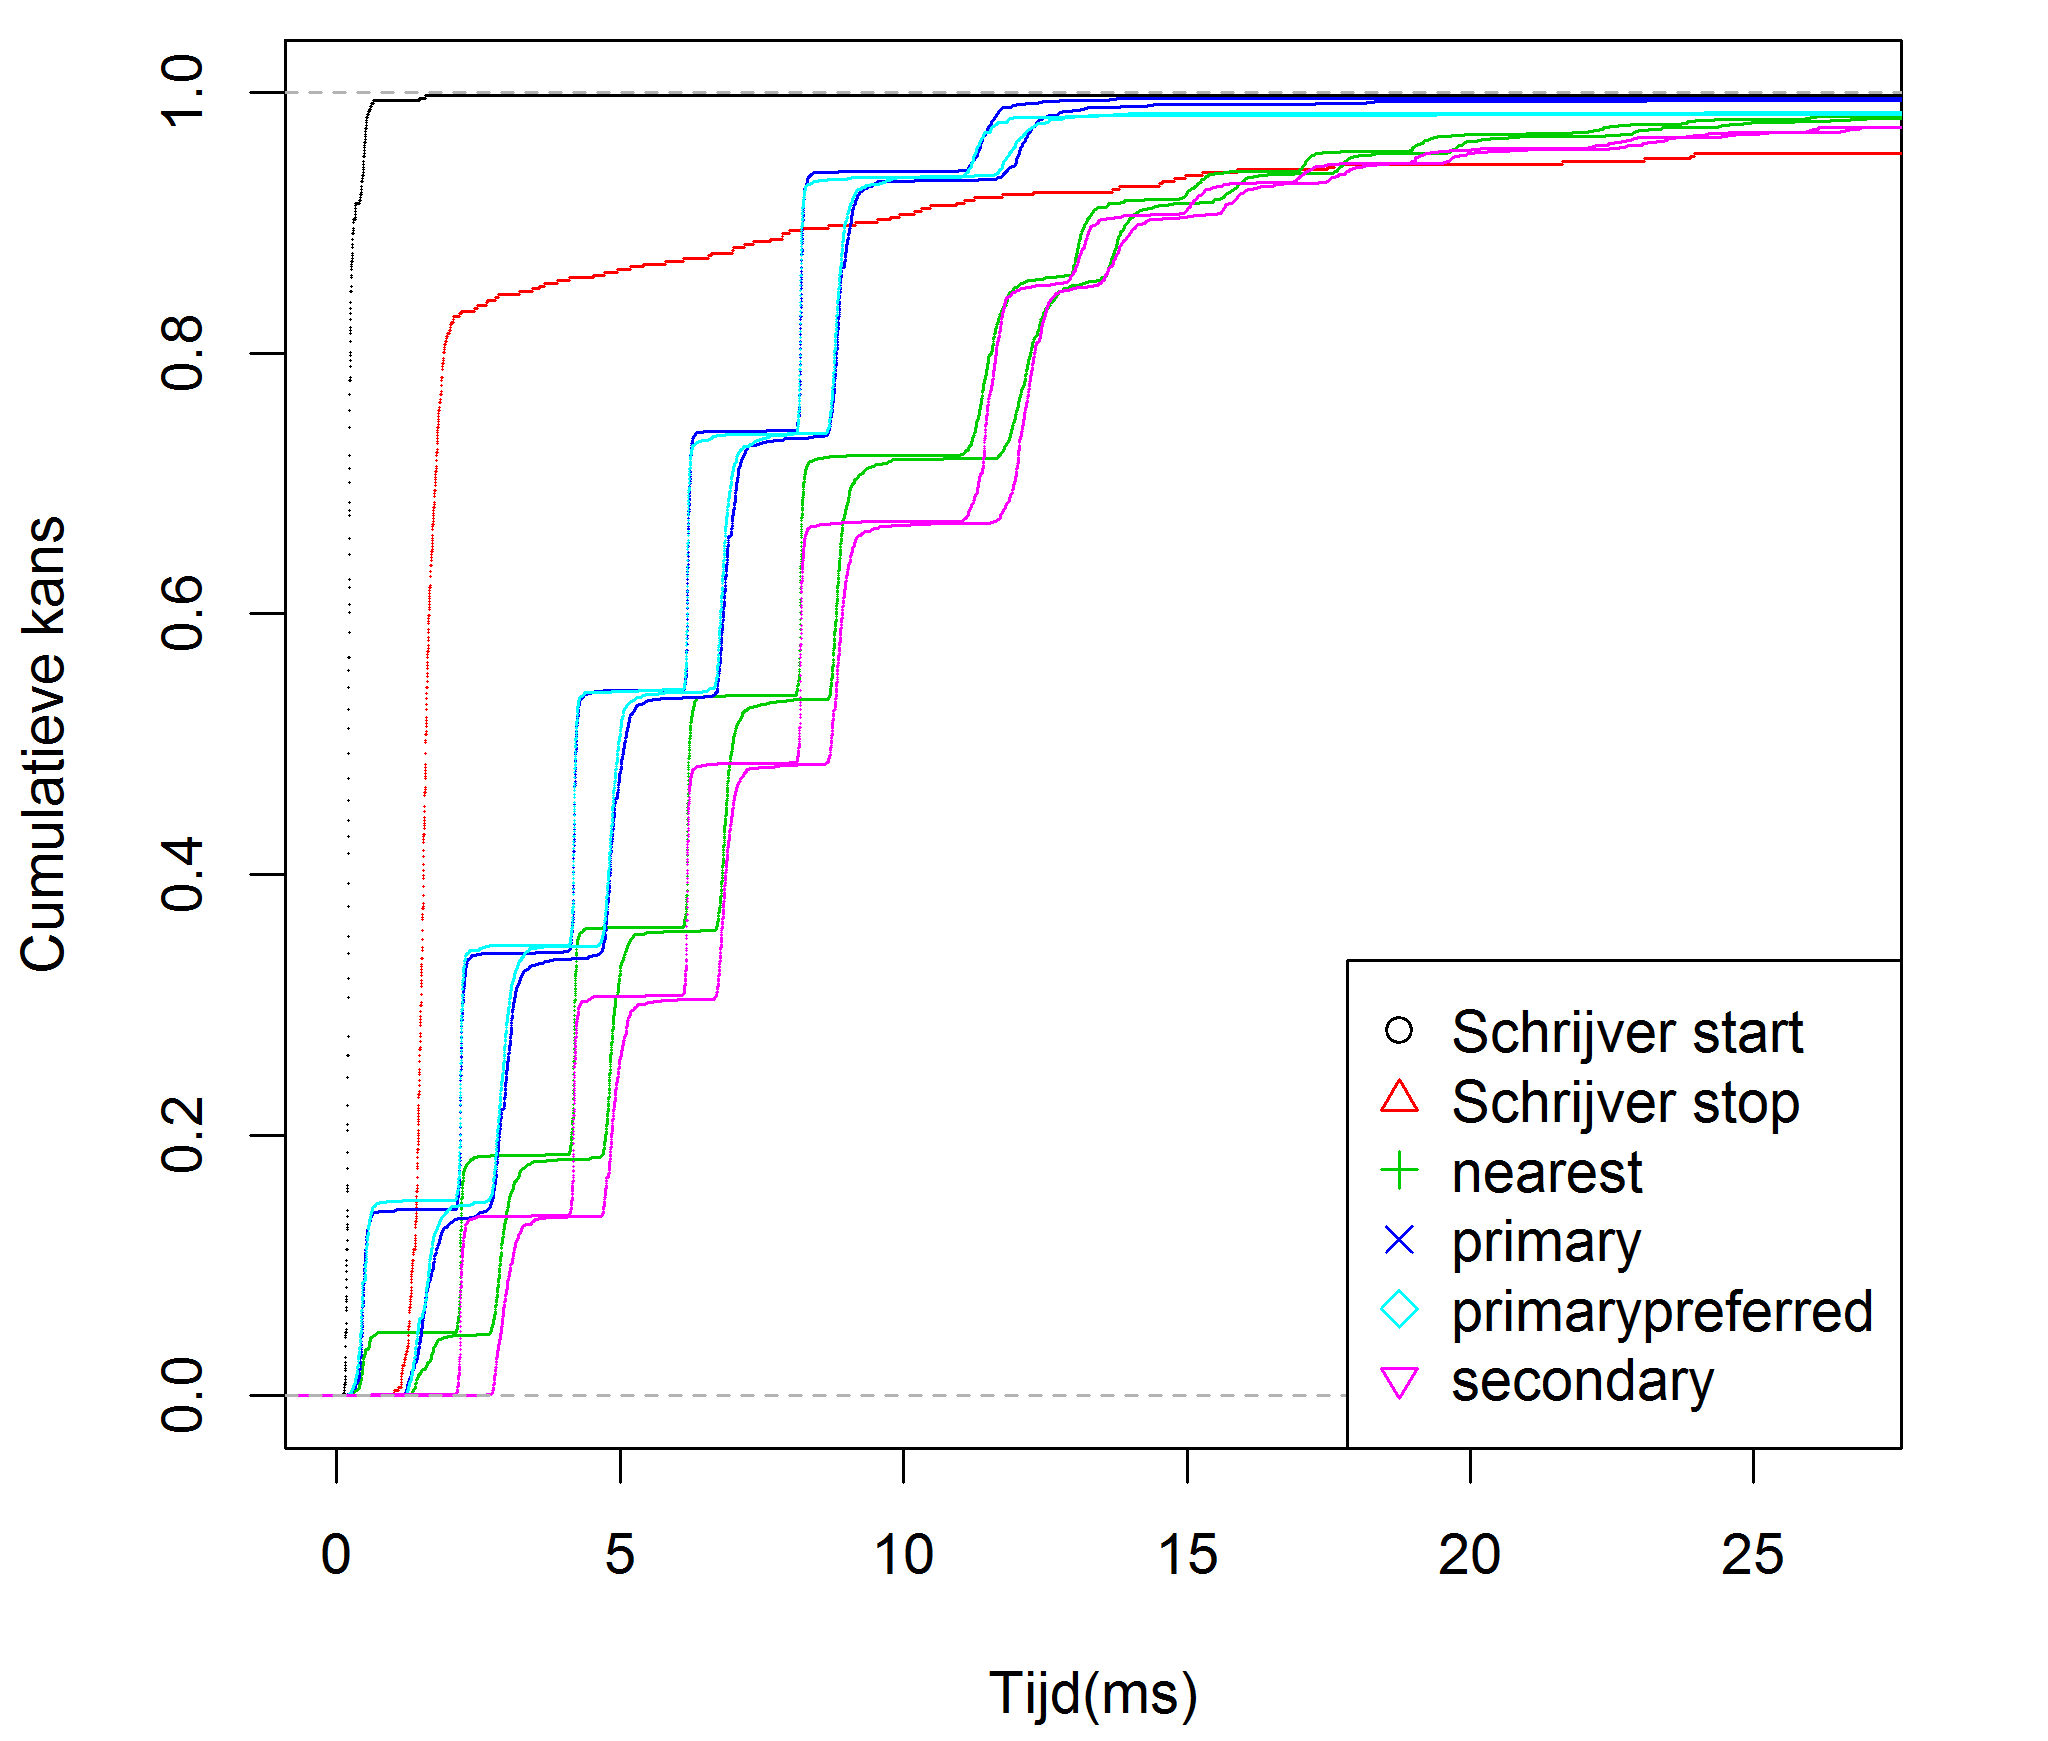 1.0
0.8
0.6
0.4
0.2
0.0
Cumulatieve kans
0 5 10 15 20 25
Tijd(ms)
Schrijver start
Schrijver stop
nearest
primary
primarypreferred
secondary